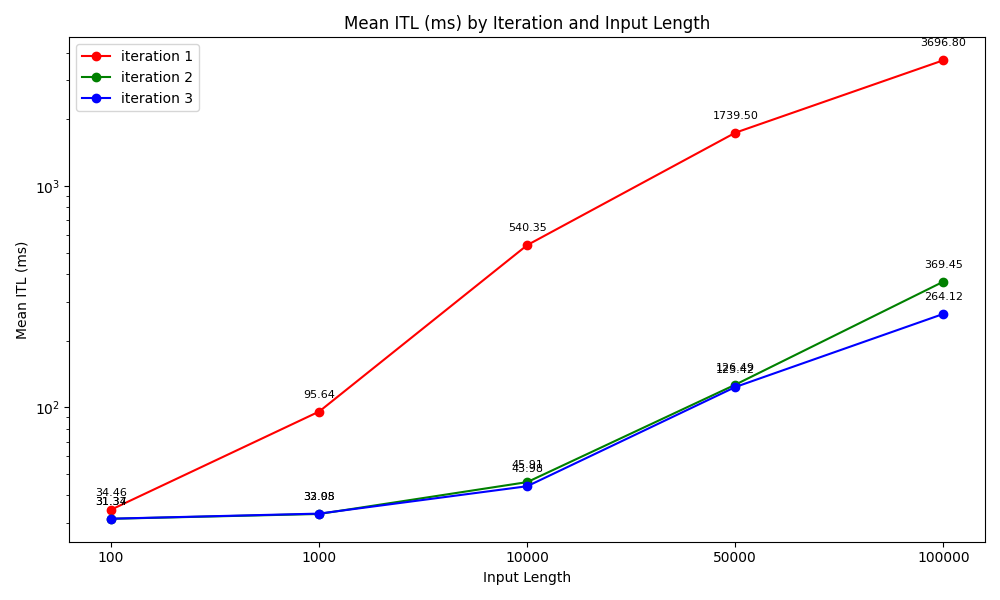 Mean ITL (ms) by Iteration and Input Length
iteration 1
iteration 2
iteration 3
3696.80
1739.50
540.35
369.45
264.12
126.49
95.64
45.91
43.98
34.46
Mean ITL (ms)
10³
10²
100
1000
10000
50000
100000
Input Length